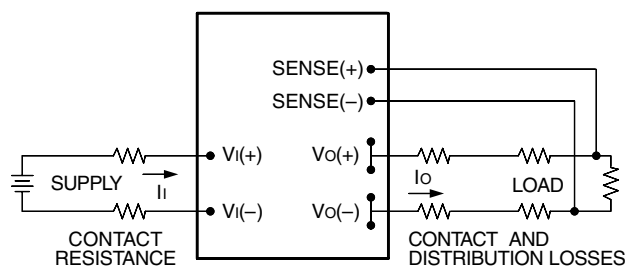 SENSE(+)
SENSE(–)
VI(+) VO(+)
SUPPLY II IO LOAD
VI(–) VO(–)
CONTACT
RESISTANCE
CONTACT AND
DISTRIBUTION LOSSES